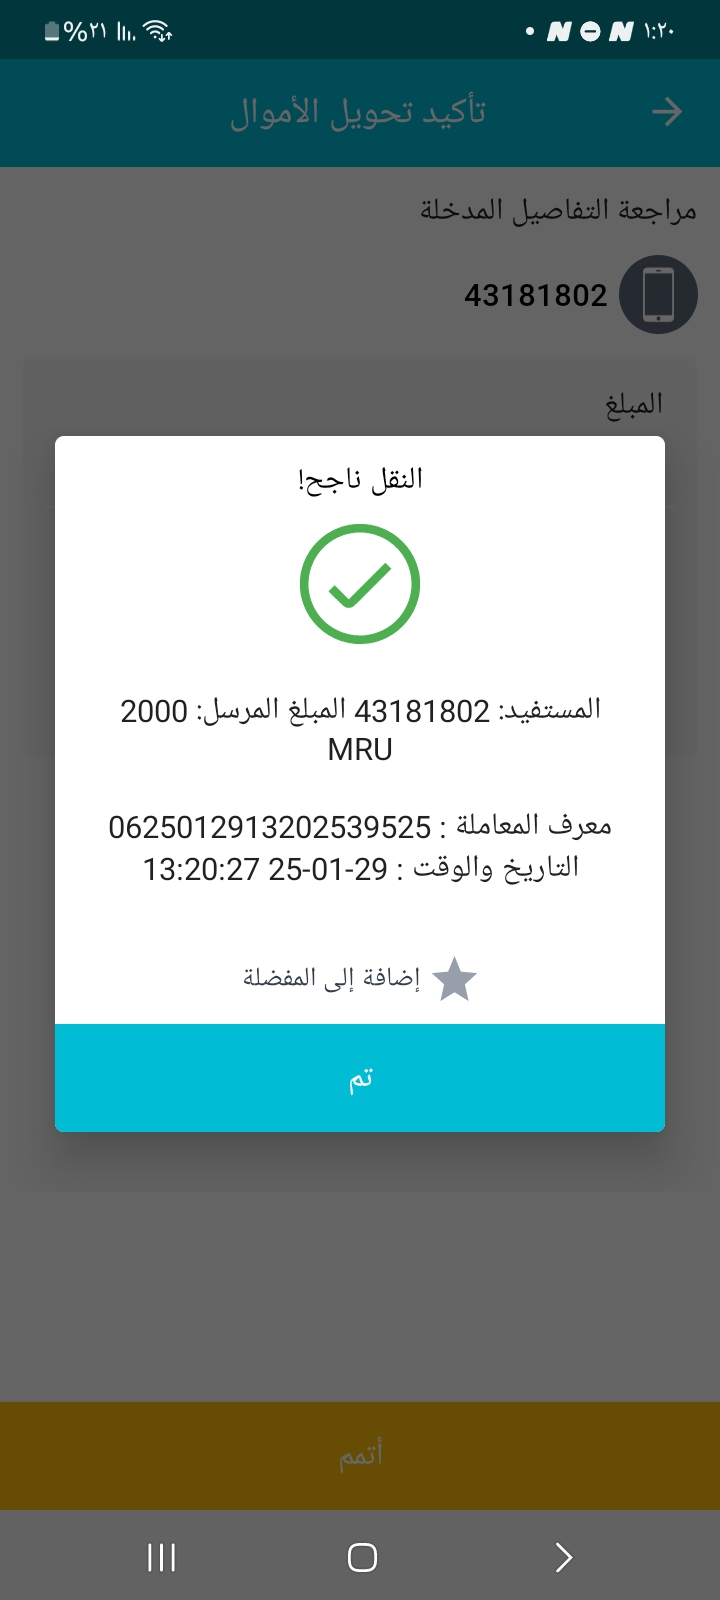 ١:٢٠
%٢١
تأكيد تحويل الأموال
مراجعة التفاصيل المدخلة
43181802
المبلغ
النقل ناجح!
المستفيد: 43181802 المبلغ المرسل: 2000
MRU
معرف المعاملة : 0625012913202539525
التاريخ والوقت : 29-01-25 13:20:27
إضافة إلى المفضلة
تم
أتمم